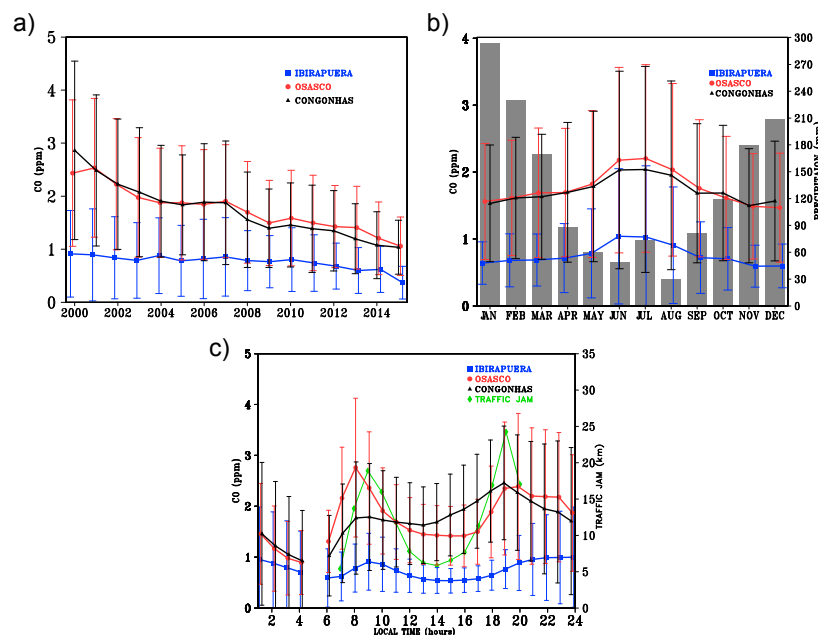 a)
5
4
3
2
1
0
CO (ppm)
2000 2002 2004 2006 2008 2010 2012 2014
IBIRAPUERA
OSASCO
CONGONHAS
b)
4
3
2
1
0
CO (ppm)
300
270
240
210
180
150
120
90
60
30
0
JAN FEB MAR APR MAY JUN JUL AUG SEP OCT NOV DEC
IBIRAPUERA
OSASCO
CONGONHAS
c)
5
4
3
2
1
0
CO (ppm)
35
30
25
20
15
10
5
0
TRAFFIC JAM (km)
2 4 6 8 10 12 14 16 18 20 22 24
LOCAL TIME (hours)
IBIRAPUERA
OSASCO
CONGONHAS
TRAFFIC JAM